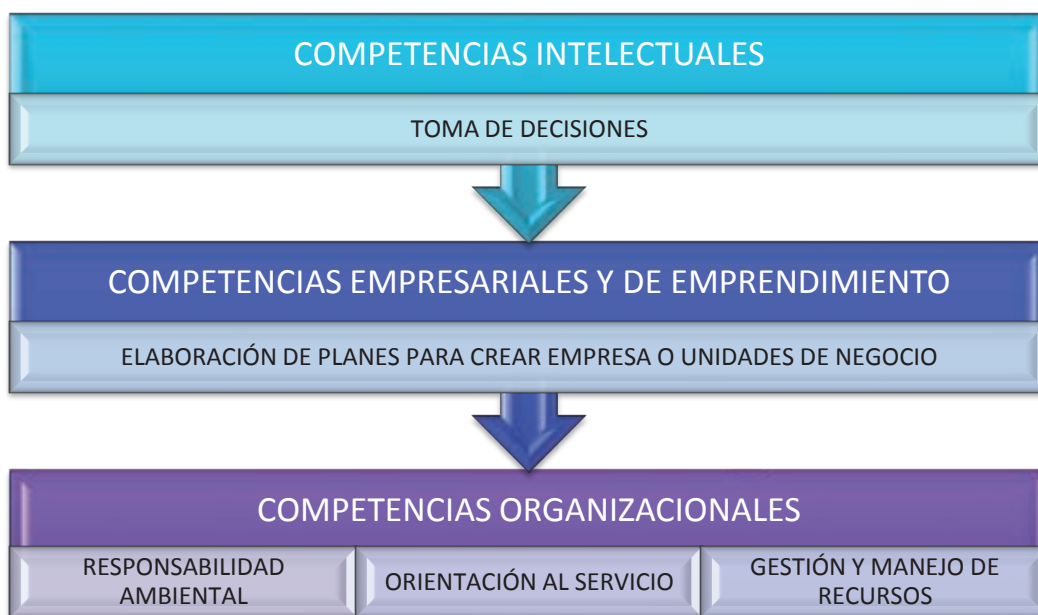 COMPETENCIAS INTELECTUALES
TOMA DE DECISIONES
COMPETENCIAS EMPRESARIALES Y DE EMPRENDIMIENTO
ELABORACIÓN DE PLANES PARA CREAR EMPRESA O UNIDADES DE NEGOCIO
COMPETENCIAS ORGANIZACIONALES
RESPONSABILIDAD
AMBIENTAL
ORIENTACIÓN AL SERVICIO
GESTIÓN Y MANEJO DE
RECURSOS